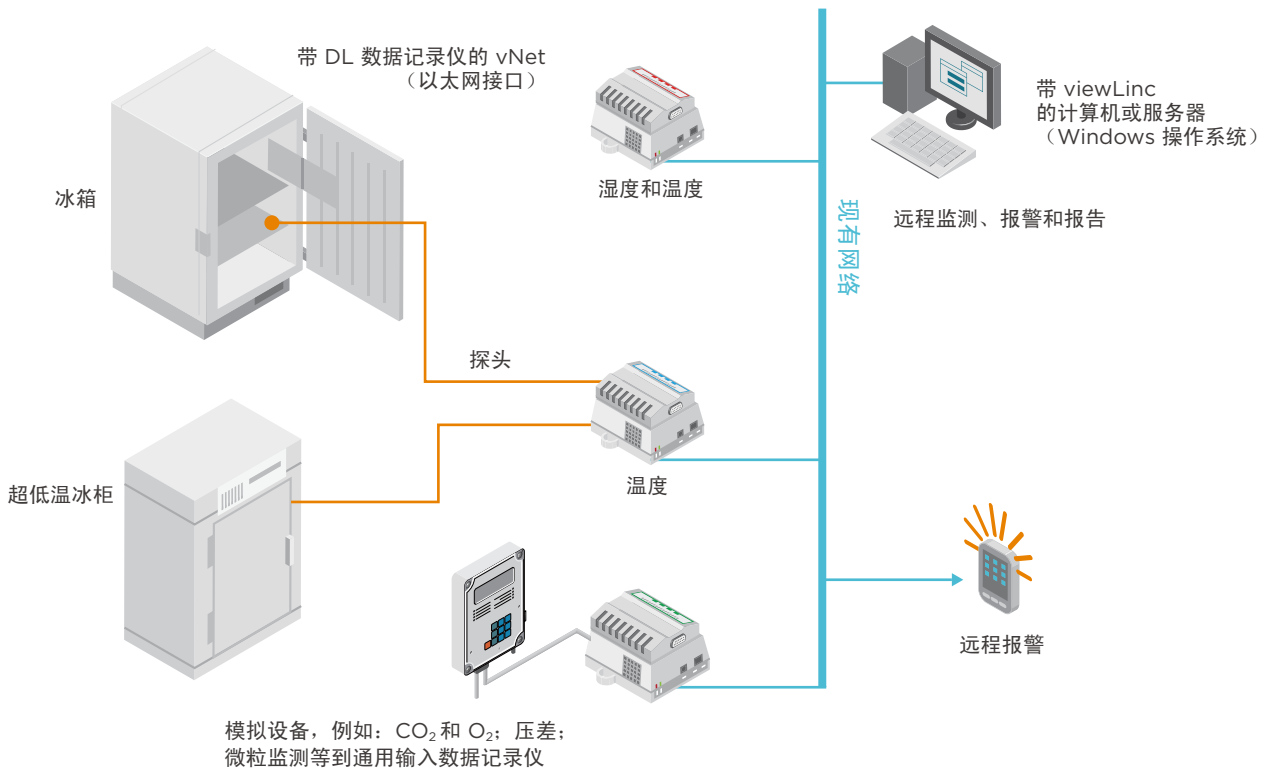 带 DL 数据记录仪的 vNet
（以太网接口）
带 viewLinc
的计算机或服务器
（Windows 操作系统）
冰箱
湿度和温度
现有网络
远程监测、报警和报告
探头
温度
超低温冰柜
远程报警
模拟设备，例如：CO₂ 和 O₂；压差；
微粒监测等到通用输入数据记录仪